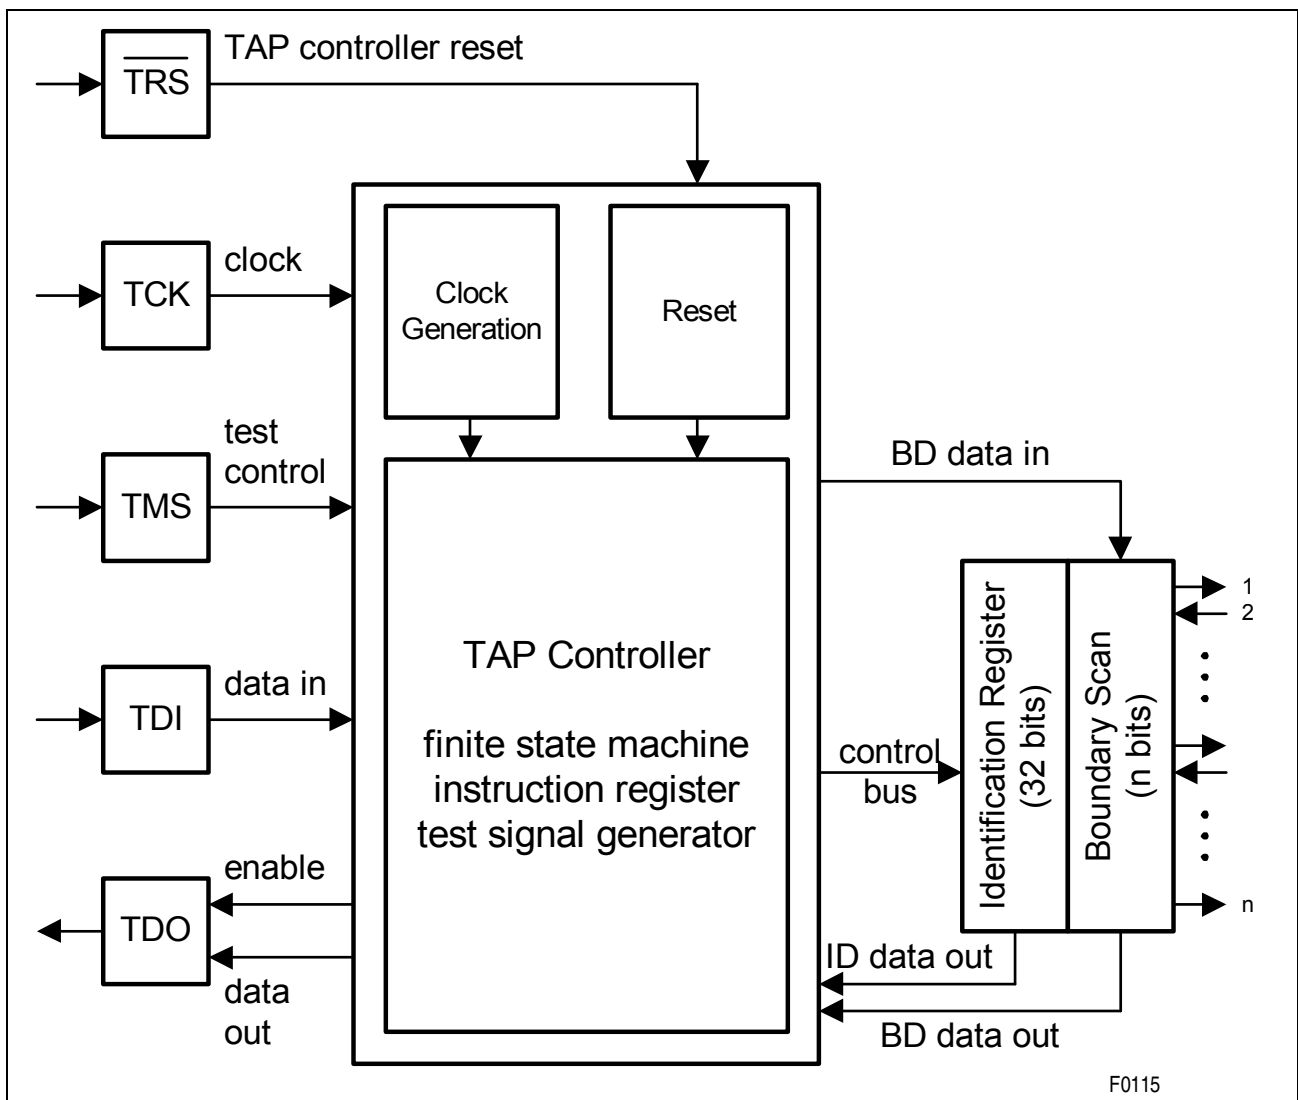 TAP controller reset
TRS
clock
TCK
Clock
Generation
Reset
test
control
TMS
BD data in
TAP Controller
finite state machine
instruction register
test signal generator
data in
TDI
control
bus
Identification Register
(32 bits)
Boundary Scan
(n bits)
1
2
n
enable
TDO
data
out
ID data out
BD data out
F0115